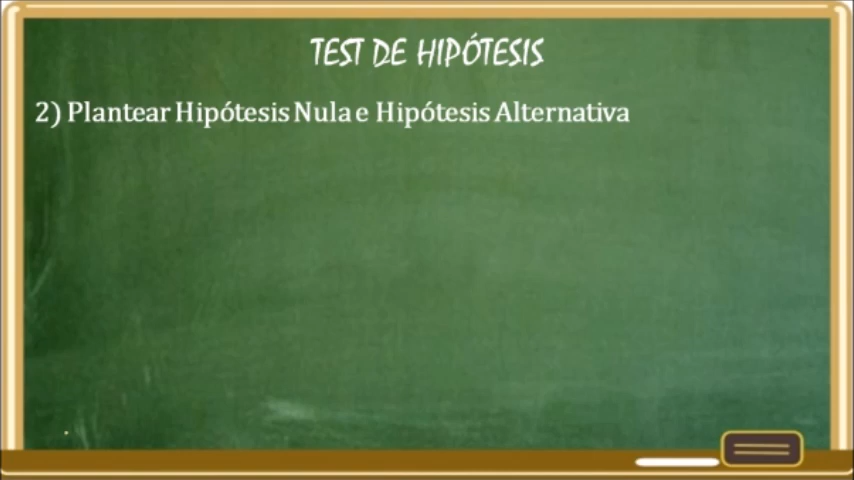 TEST DE HIPÓTESIS
2) Plantear Hipótesis Nula e Hipótesis Alternativa